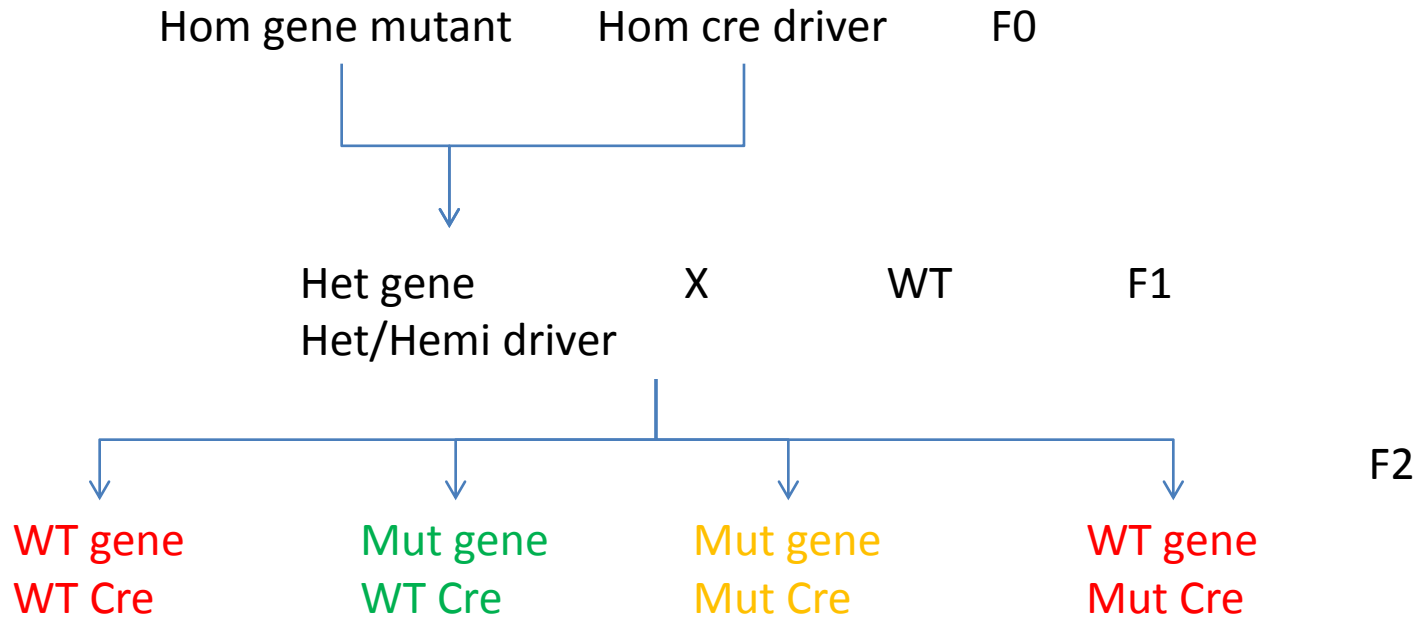 Hom gene mutant
Hom cre driver
F0
Het gene
Het/Hemi driver
X
WT
F1
F2
WT gene
WT Cre
Mut gene
WT Cre
Mut gene
Mut Cre
WT gene
Mut Cre